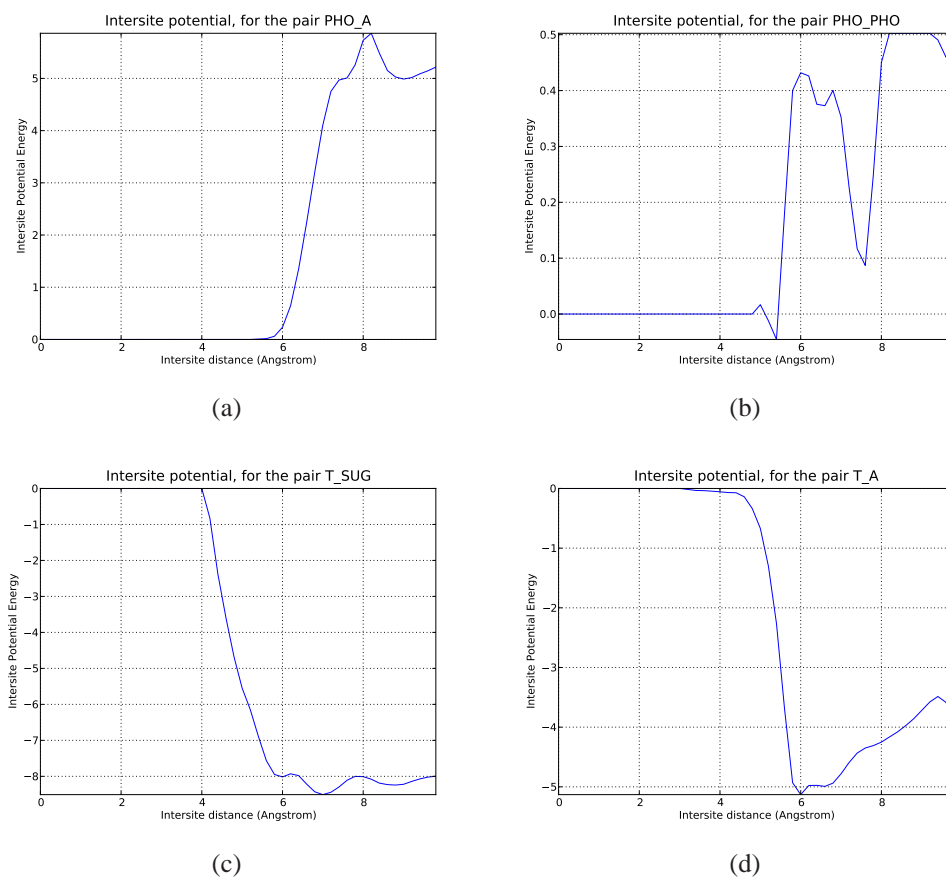 Intersite potential, for the pair PHO_A
Intersite Potential Energy
5
4
3
2
1
0
0 2 4 6 8
Intersite distance (Angstrom)
(a)
Intersite potential, for the pair PHO_PHO
Intersite Potential Energy
0.5
0.4
0.3
0.2
0.1
0.0
0 2 4 6 8
Intersite distance (Angstrom)
(b)
Intersite potential, for the pair T_SUG
Intersite Potential Energy
0
−1
−2
−3
−4
−5
−6
−7
−8
0 2 4 6 8
Intersite distance (Angstrom)
(c)
Intersite potential, for the pair T_A
Intersite Potential Energy
0
−1
−2
−3
−4
−5
0 2 4 6 8
Intersite distance (Angstrom)
(d)